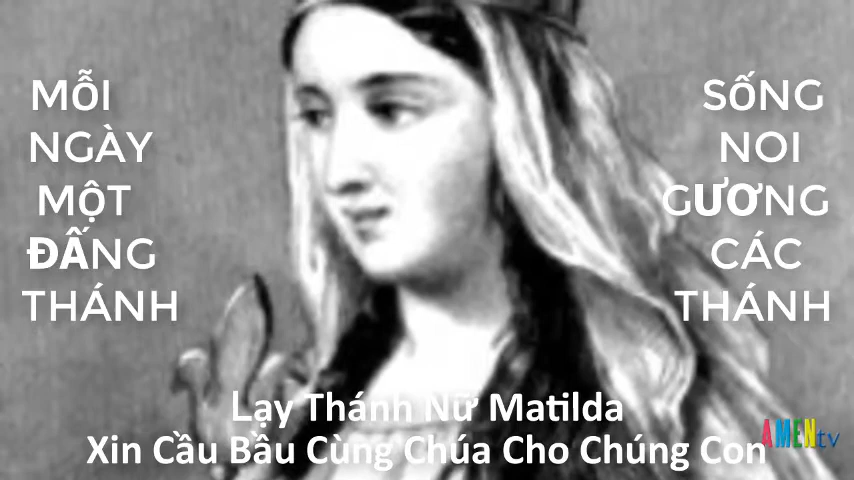 MỖI
NGÀY
MỘT
ĐẤNG
THÁNH
SỐNG
NOI
GƯƠNG
CÁC
THÁNH
Lạy Thánh Nữ Matilda
Xin Cầu Bầu Cùng Chúa Cho Chúng Con
AMENtv